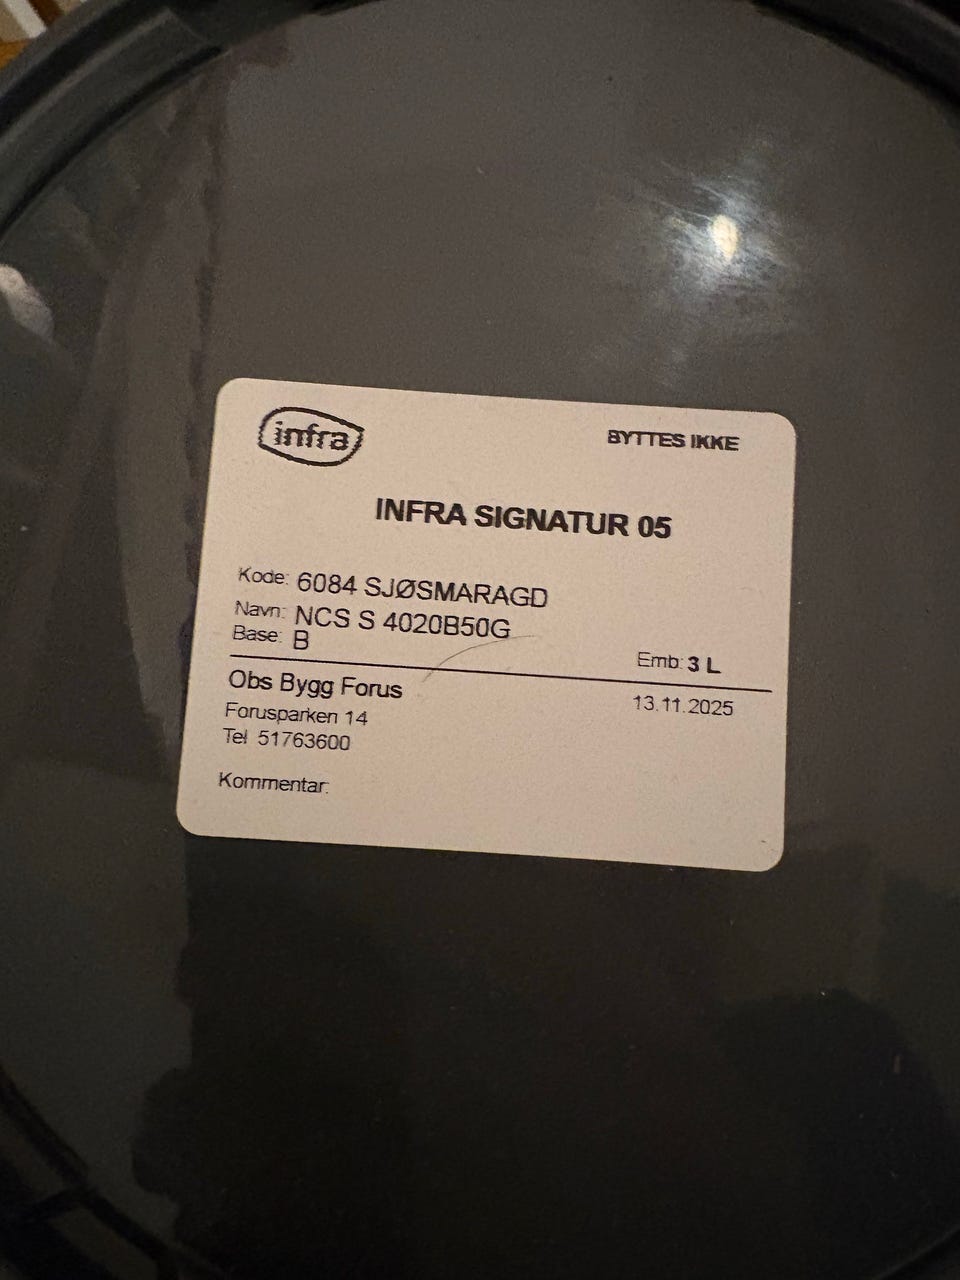 infra
BYTTES IKKE
INFRA SIGNATUR 05
Kode: 6084 SJØSMARAGD
Navn: NCS S 4020B50G
Base: B
Emb: 3 L
Obs Bygg Forus
13.11.2025
Forusparken 14
Tel 51763600
Kommentar: